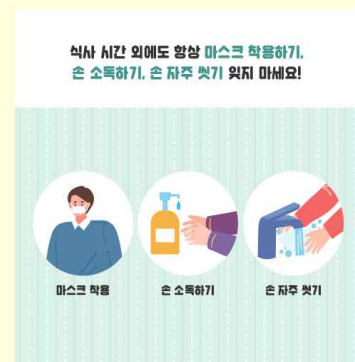 식사 시간 외에도 항상 마스크 착용하기,
손 소독하기, 손 자주 씻기 잊지 마세요!
마스크 착용
손 소독하기
손 자주 씻기